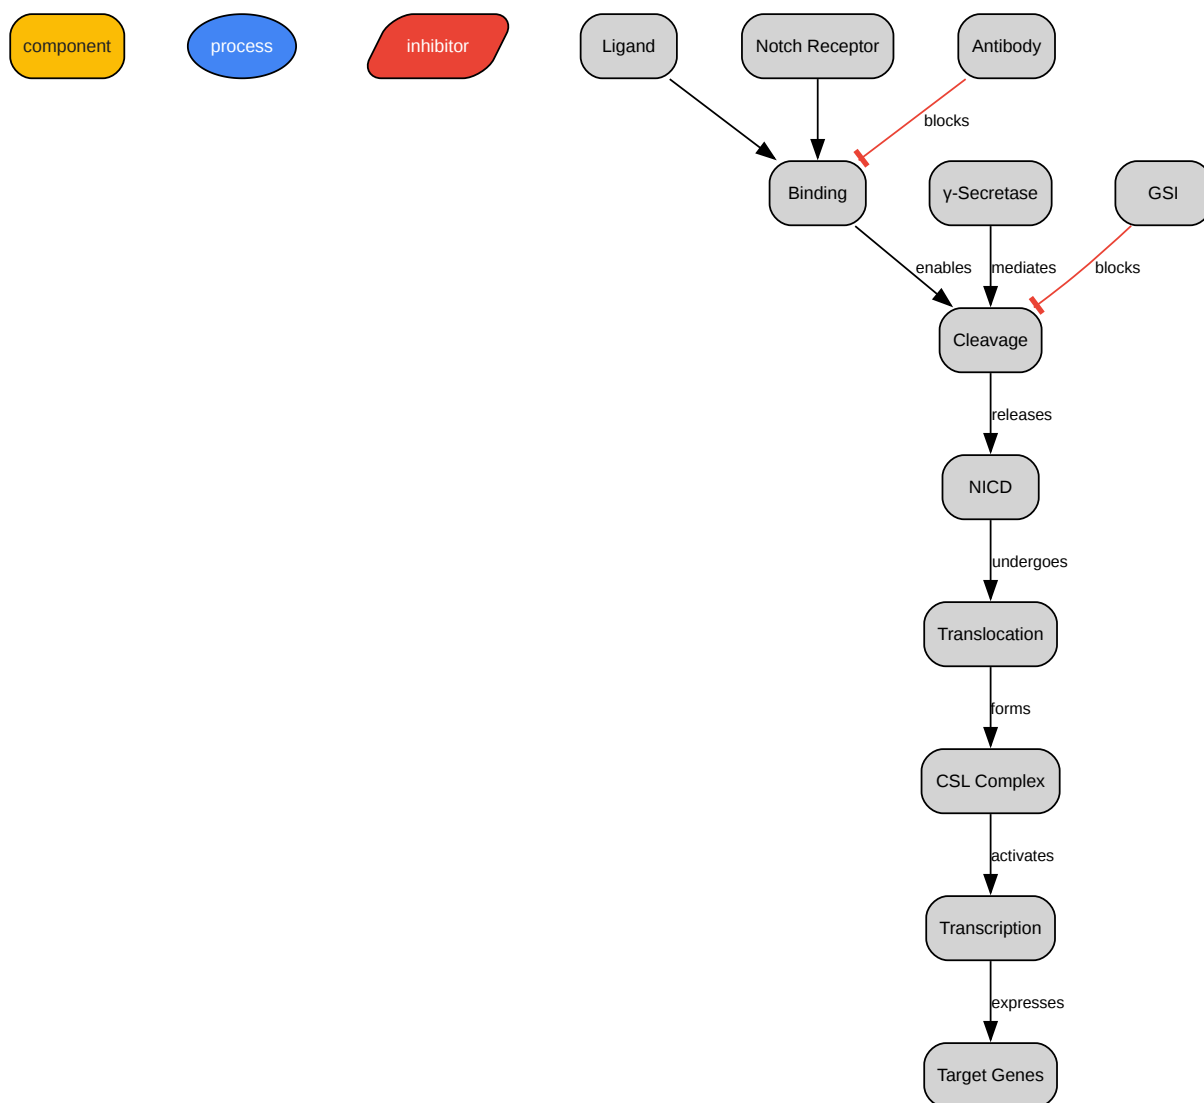 component
process
inhibitor
Ligand
Notch Receptor
Antibody
blocks
Binding
γ-Secretase
GSI
enables
mediates
blocks
Cleavage
releases
NICD
undergoes
Translocation
forms
CSL Complex
activates
Transcription
expresses
Target Genes